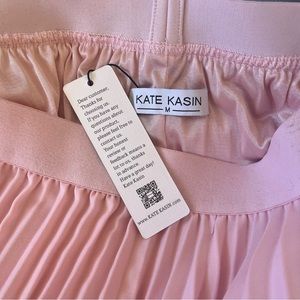 KATE KASIN
M
Dear customer,
Thanks for
choosing us.
If you have any
questions about
our product,
please feel free to
contact us.
Your honest
review or
feedback means a
lot to us. thanks
in advance.
Have a great day!
Kate Kasin
www.KATE KASIN.com